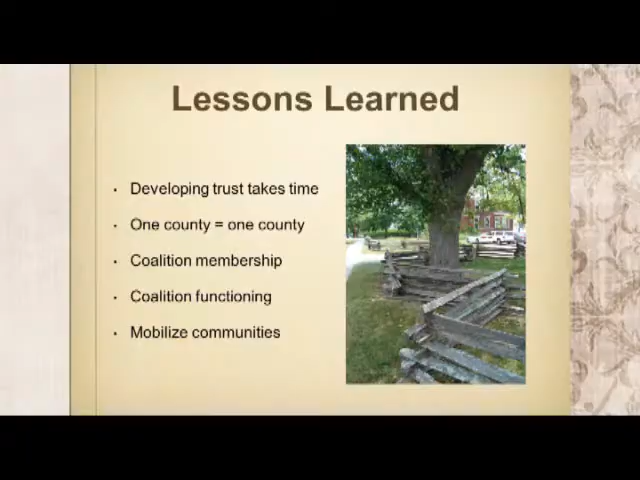 Lessons Learned
Developing trust takes time
One county = one county
Coalition membership
Coalition functioning
Mobilize communities